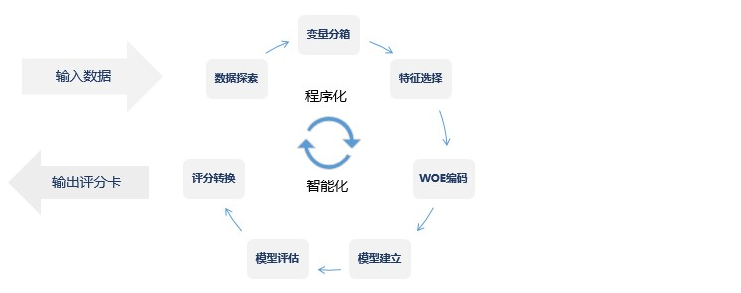 变量分箱
输入数据
数据探索
特征选择
程序化
智能化
评分转换
WOE编码
输出评分卡
模型评估
模型建立